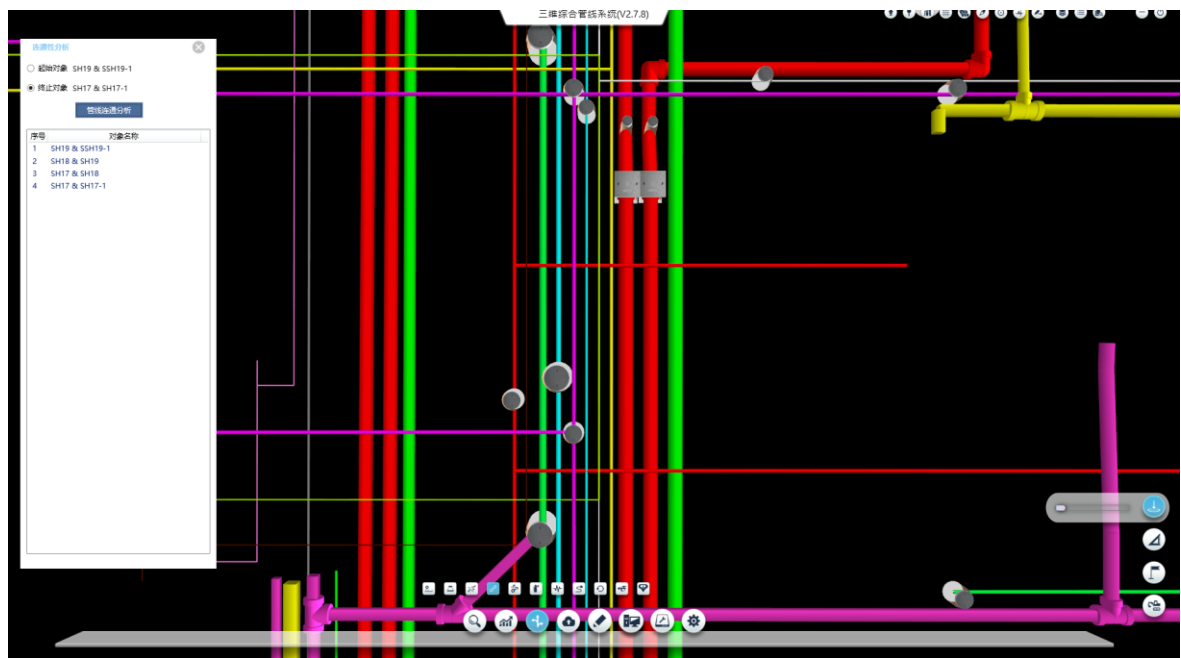 三维综合管线系统(V2.7.8)
连通性分析
起始对象 SH19 & SSH19-1
终止对象 SH17 & SH17-1
管线连通分析
序号 对象名称
1 SH19 & SSH19-1
2 SH18 & SH19
3 SH17 & SH18
4 SH17 & SH17-1